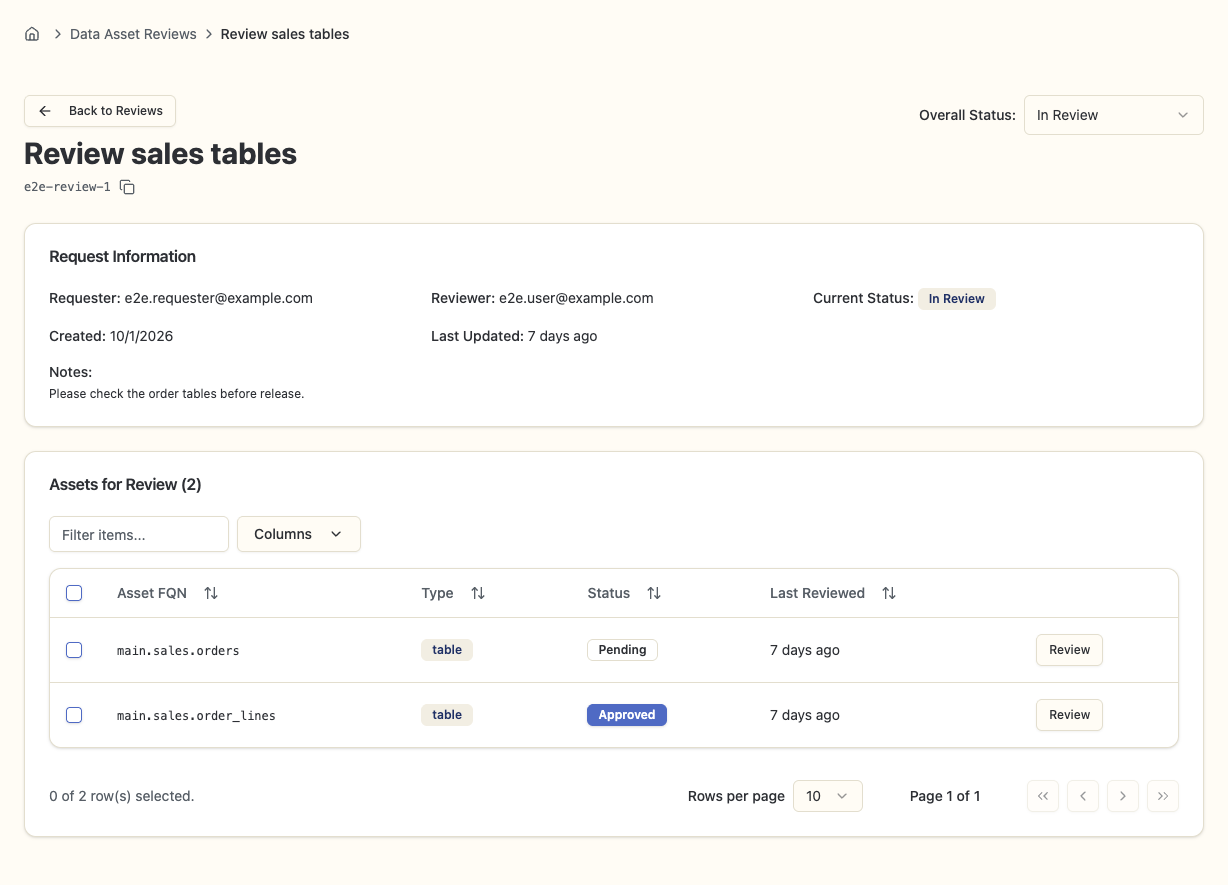 Data Asset Reviews Review sales tables
Back to Reviews
Overall Status: In Review
Review sales tables
e2e-review-1
Request Information
Requester: e2e.requester@example.com Reviewer: e2e.user@example.com Current Status: In Review
Created: 10/1/2026 Last Updated: 7 days ago
Notes:
Please check the order tables before release.
Assets for Review (2)
Filter items... Columns
Asset FQN Type Status Last Reviewed
main.sales.orders table Pending 7 days ago Review
main.sales.order_lines table Approved 7 days ago Review
0 of 2 row(s) selected. Rows per page 10 Page 1 of 1